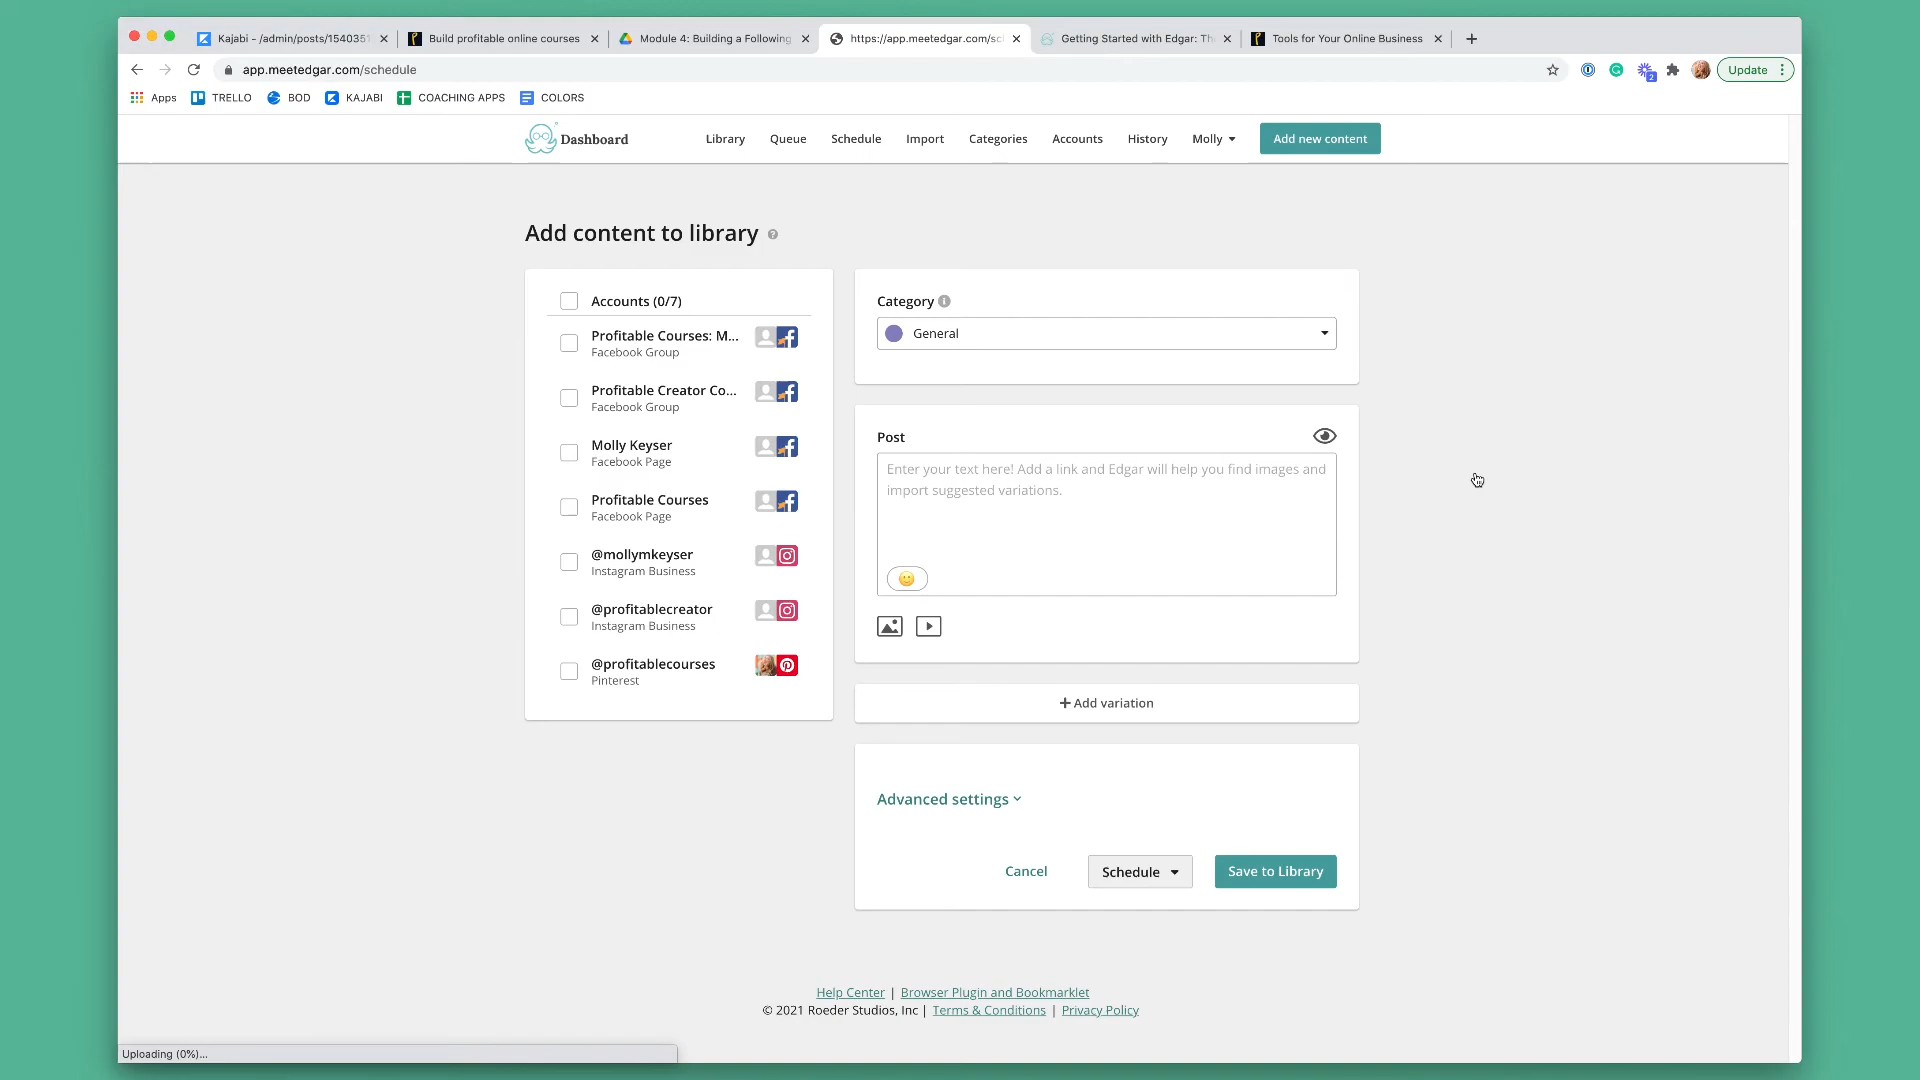 Kajabi - /admin/posts/154035
Build profitable online courses
Module 4: Building a Following
https://app.meetedgar.com/sc
Getting Started with Edgar: Th
Tools for Your Online Business
app.meetedgar.com/schedule
2
Update
Apps
TRELLO
BOD
KAJABI
COACHING APPS
COLORS
Dashboard
Library
Queue
Schedule
Import
Categories
Accounts
History
Molly
Add new content
Add content to library
Accounts (0/7)
Profitable Courses: M...
Facebook Group
Profitable Creator Co...
Facebook Group
Molly Keyser
Facebook Page
Profitable Courses
Facebook Page
@mollymkeyser
Instagram Business
@profitablecreator
Instagram Business
@profitablecourses
Pinterest
Category
General
Post
Enter your text here! Add a link and Edgar will help you find images and
import suggested variations.
+ Add variation
Advanced settings
Cancel
Schedule
Save to Library
Help Center | Browser Plugin and Bookmarklet
© 2021 Roeder Studios, Inc | Terms & Conditions | Privacy Policy
Uploading (0%)...